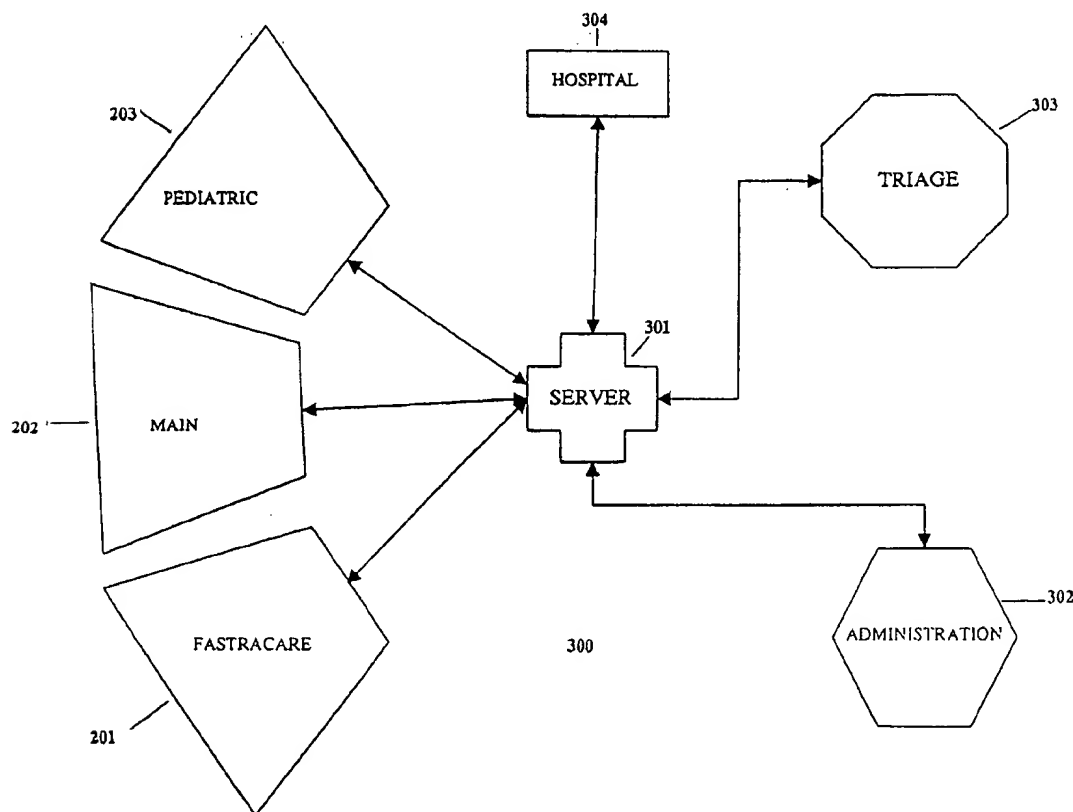 304
HOSPITAL
203
303
PEDIATRIC
TRIAGE
301
SERVER
202
MAIN
302
ADMINISTRATION
FASTRACARE
300
201